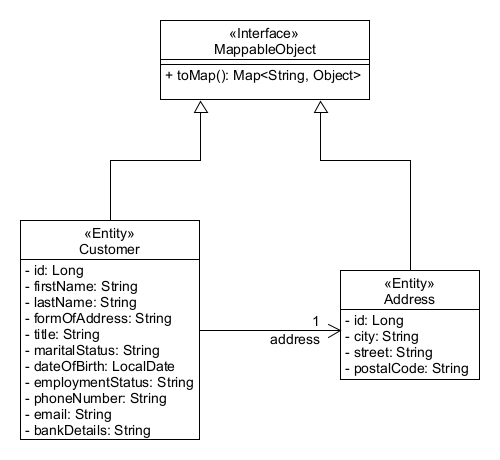 «Interface»
MappableObject
+ toMap(): Map<String, Object>
«Entity»
Customer
- id: Long
- firstName: String
- lastName: String
- formOfAddress: String
- title: String
- maritalStatus: String
- dateOfBirth: LocalDate
- employmentStatus: String
- phoneNumber: String
- email: String
- bankDetails: String
1
address
«Entity»
Address
- id: Long
- city: String
- street: String
- postalCode: String